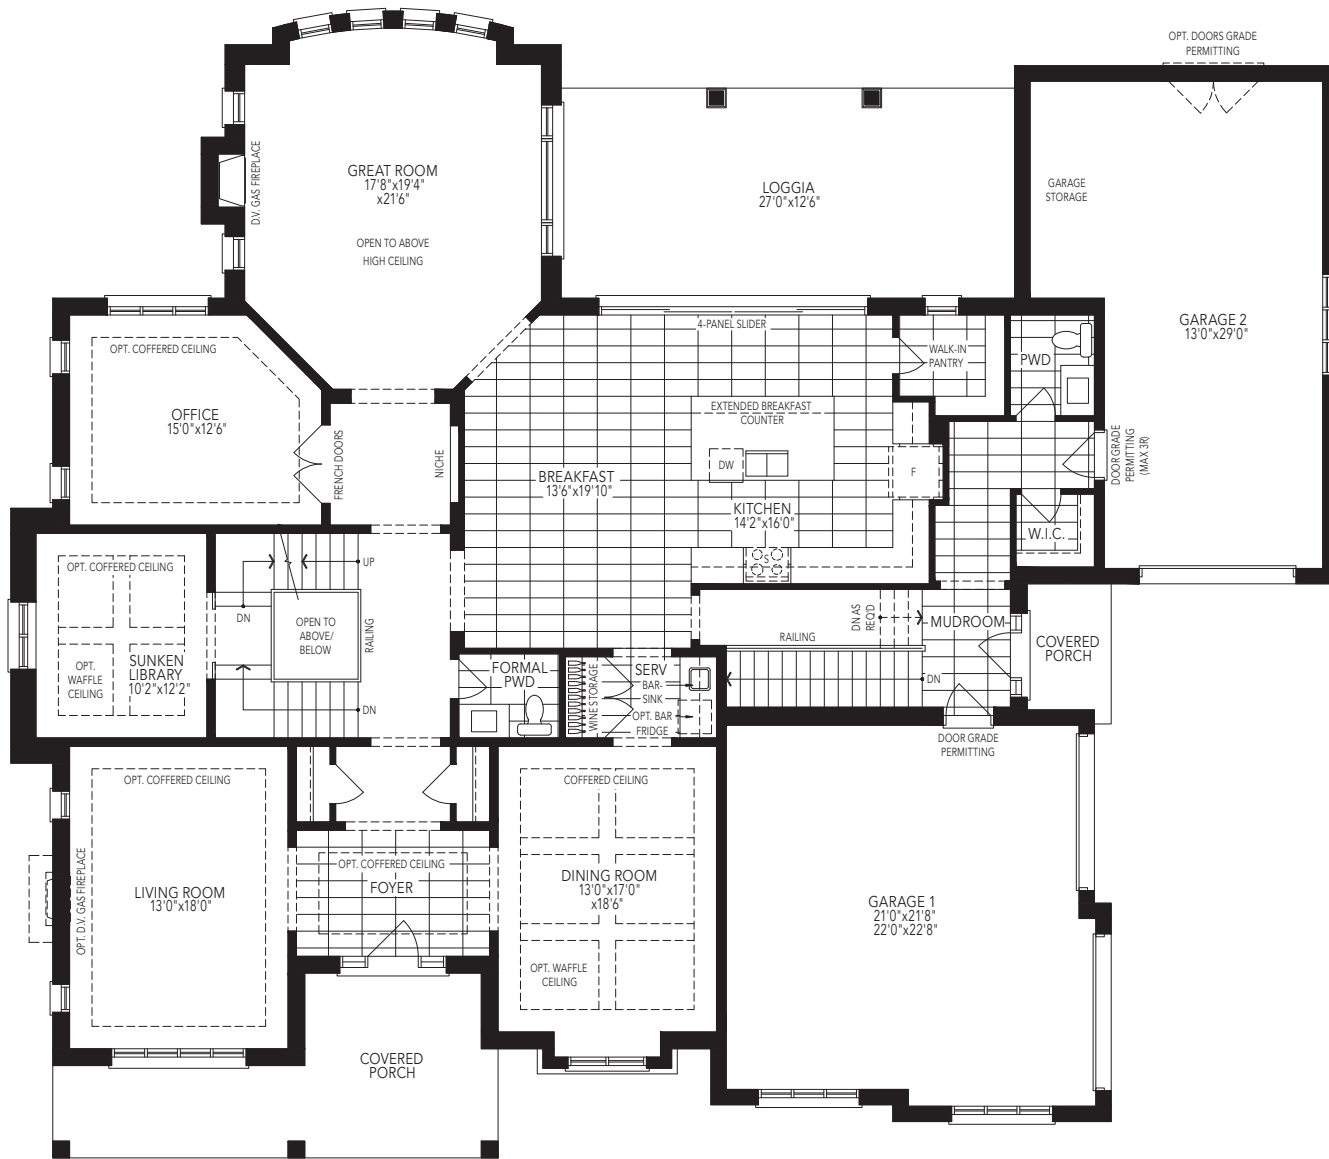 OPT. DOORS GRADE
PERMITTING
D.V. GAS FIREPLACE
GREAT ROOM
17'8"x19'4"
x21'6"
OPEN TO ABOVE
HIGH CEILING
LOGGIA
27'0"x12'6"
GARAGE
STORAGE
GARAGE 2
13'0"x29'0"
4-PANEL SLIDER
WALK-IN
PANTRY
PWD
OPT. COFFERED CEILING
OFFICE
15'0"x12'6"
FRENCH DOORS
NICHE
EXTENDED BREAKFAST
COUNTER
DW
F
BREAKFAST
13'6"x19'10"
KITCHEN
14'2"x16'0"
S
DOOR GRADE
PERMITTING
(MAX 3R)
W.I.C.
OPT. COFFERED CEILING
OPT.
WAFFLE
CEILING
SUNKEN
LIBRARY
10'2"x12'2"
UP
DN
OPEN TO
ABOVE/
BELOW
RAILING
DN
DN AS
REQ'D
RAILING
DN
MUDROOM
COVERED
PORCH
FORMAL
PWD
WINE STORAGE
SERV
BAR-
SINK
OPT. BAR
FRIDGE
DOOR GRADE
PERMITTING
OPT. COFFERED CEILING
OPT. D.V. GAS FIREPLACE
LIVING ROOM
13'0"x18'0"
OPT. COFFERED CEILING
FOYER
COFFERED CEILING
DINING ROOM
13'0"x17'0"
x18'6"
OPT. WAFFLE
CEILING
GARAGE 1
21'0"x21'8"
22'0"x22'8"
COVERED
PORCH